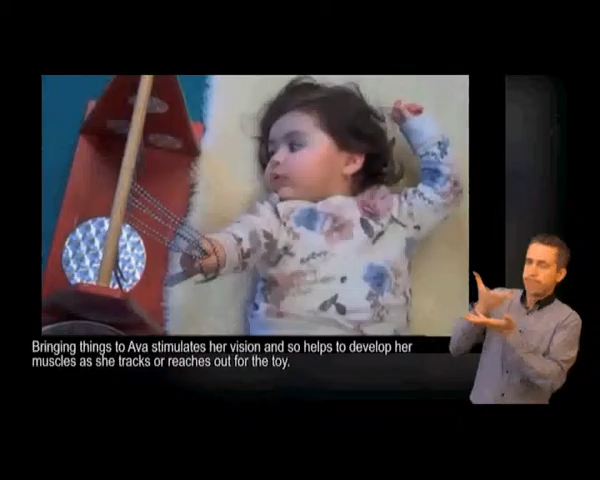 Bringing things to Ava stimulates her vision and so helps to develop her
muscles as she tracks or reaches out for the toy.